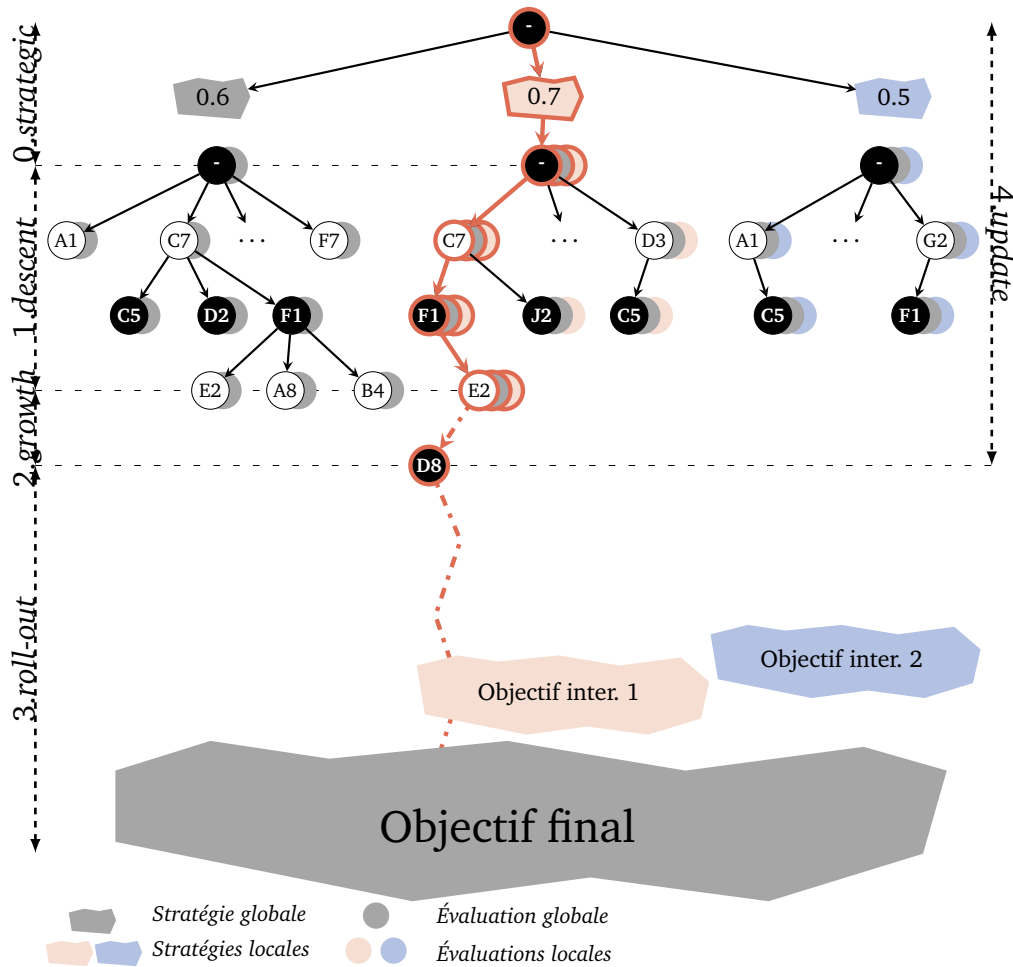 -
0.6 0.7 0.5
- - -
A1 C7 ... F7 C7 ... D3 A1 ... G2
C5 D2 F1 F1 J2 C5 C5 F1
E2 A8 B4 E2
D8
0.strategic
1.descent
2.growth
3.roll-out
4.update
Objectif inter. 1
Objectif inter. 2
Objectif final
Stratégie globale
Évaluation globale
Stratégies locales
Évaluations locales